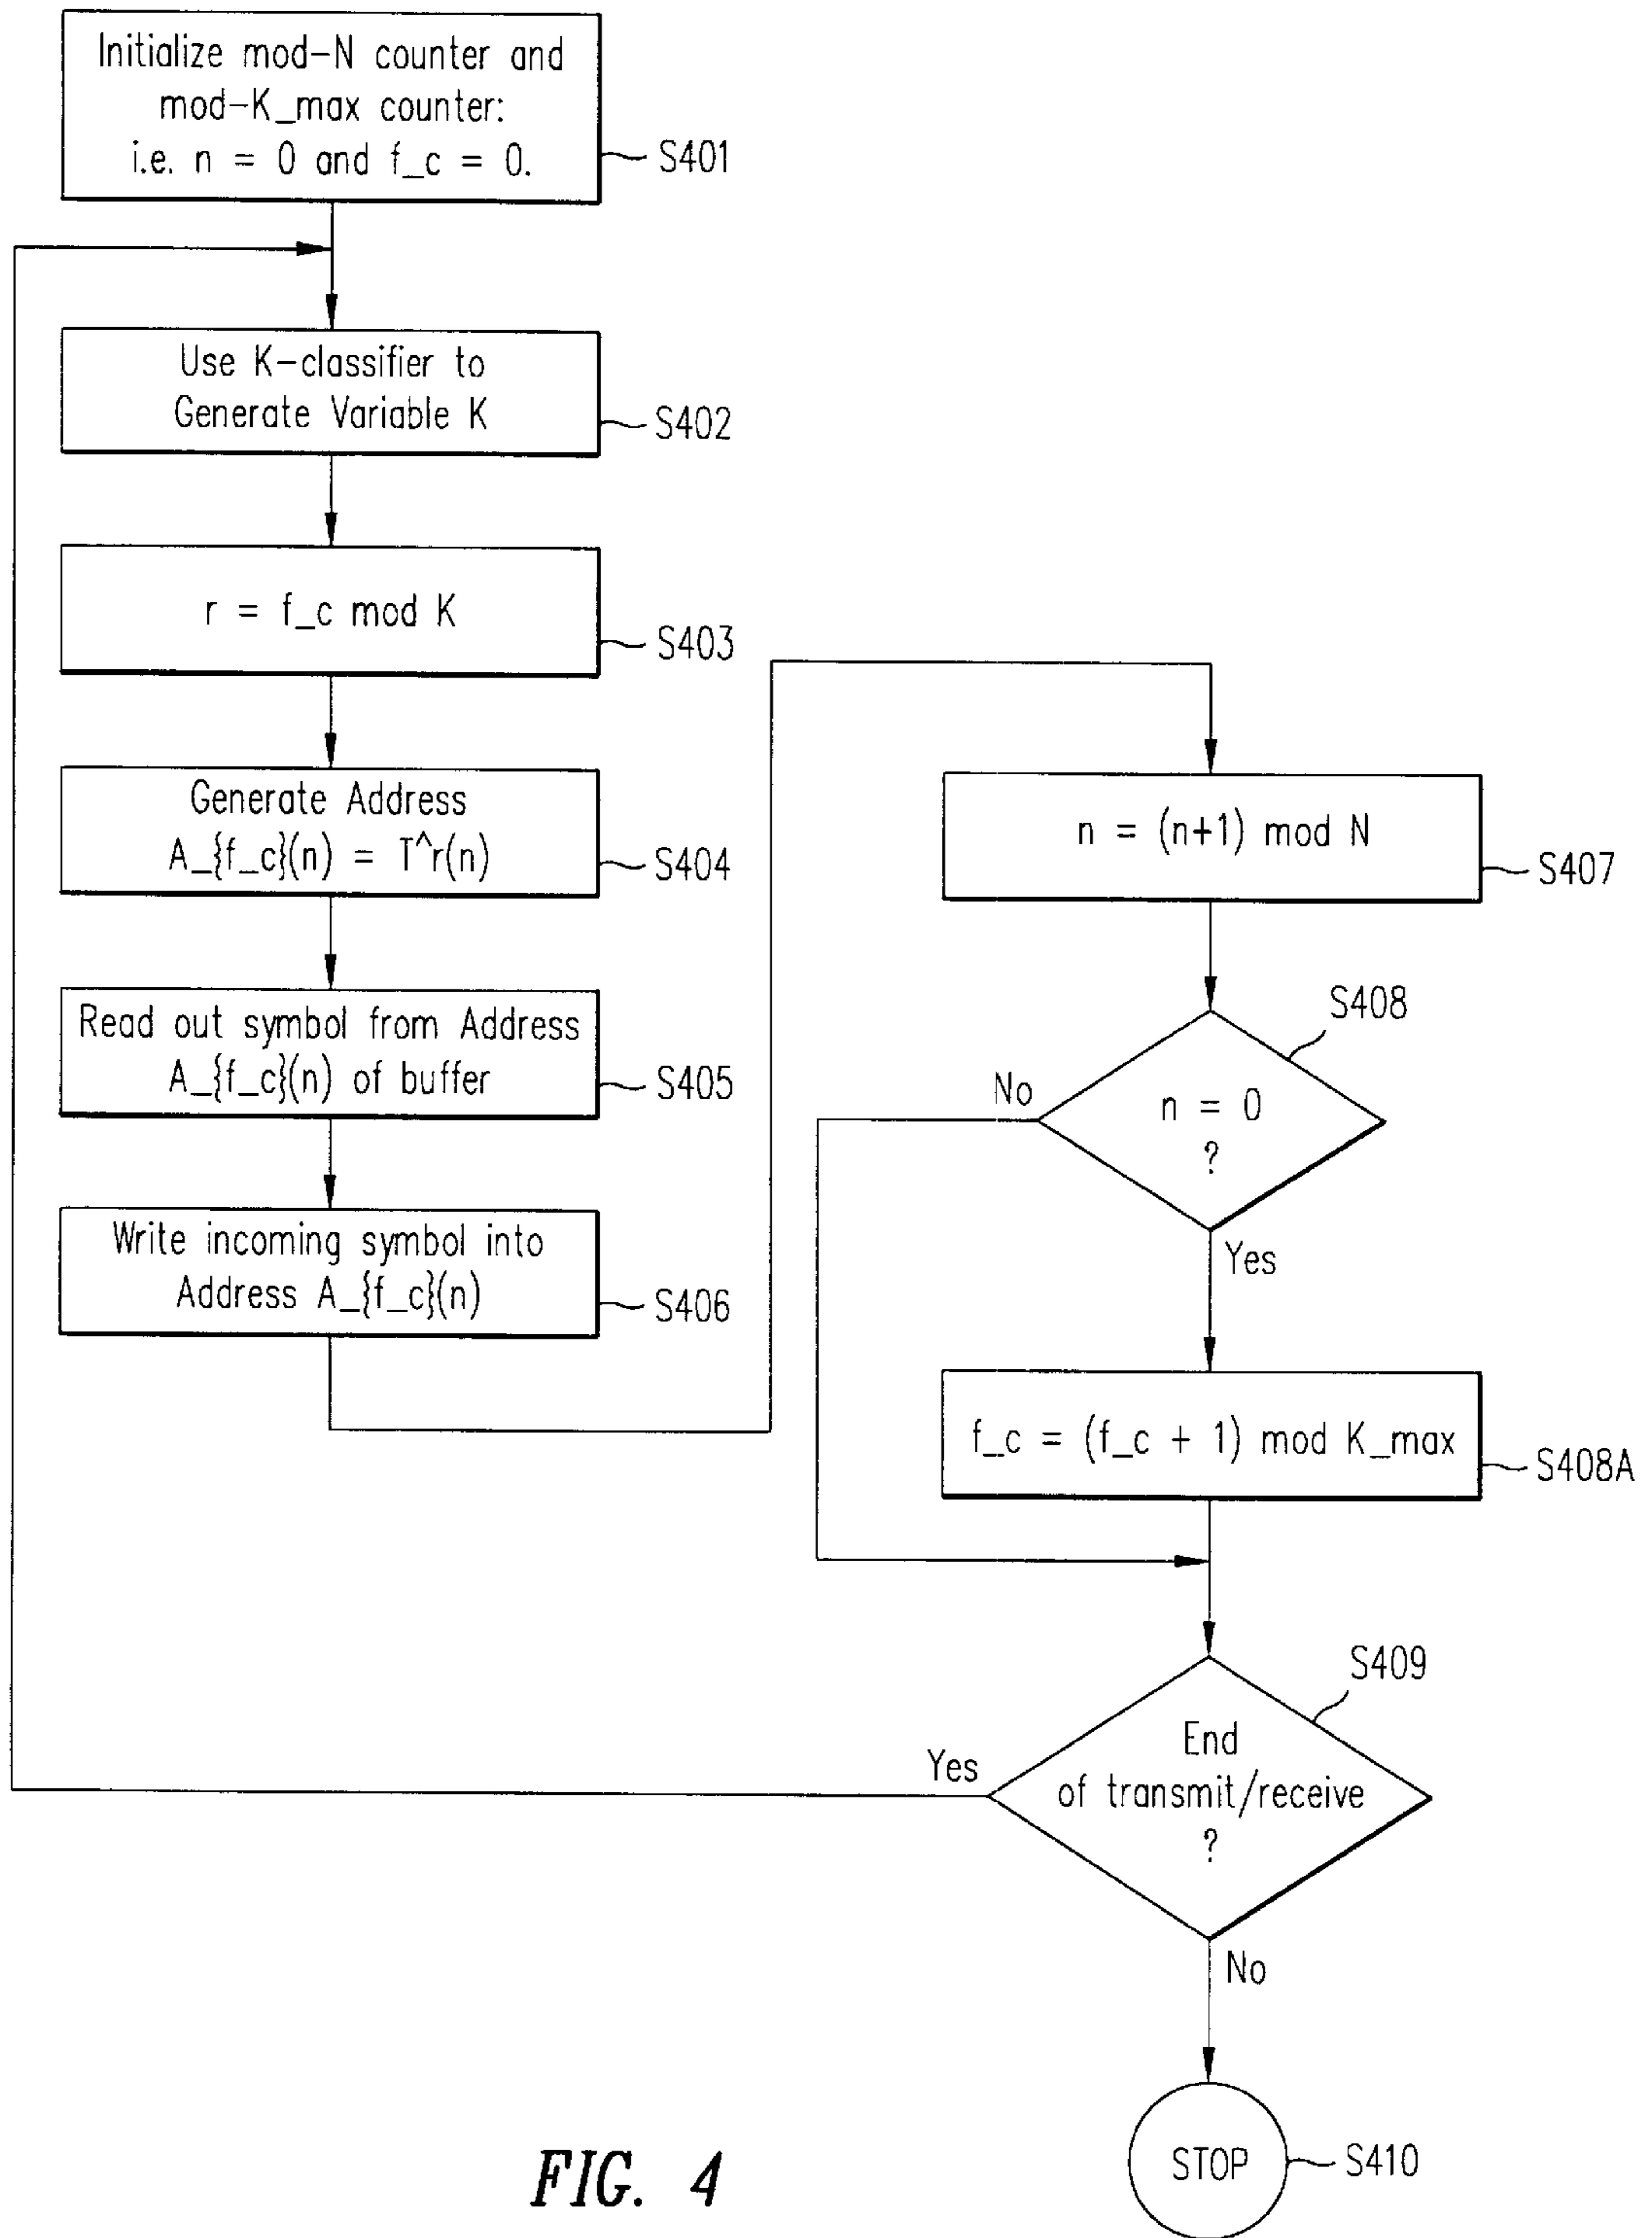 Initialize mod-N counter and
mod-K_max counter:
i.e. n = 0 and f_c = 0.
S401
Use K-classifier to
Generate Variable K
S402
r = f_c mod K
S403
Generate Address
A_{f_c}(n) = T^r(n)
S404
Read out symbol from Address
A_{f_c}(n) of buffer
S405
Write incoming symbol into
Address A_{f_c}(n)
S406
n = (n+1) mod N
S407
S408
No
n = 0
?
Yes
f_c = (f_c + 1) mod K_max
S408A
S409
Yes
End
of transmit/receive
?
No
STOP
S410
FIG. 4